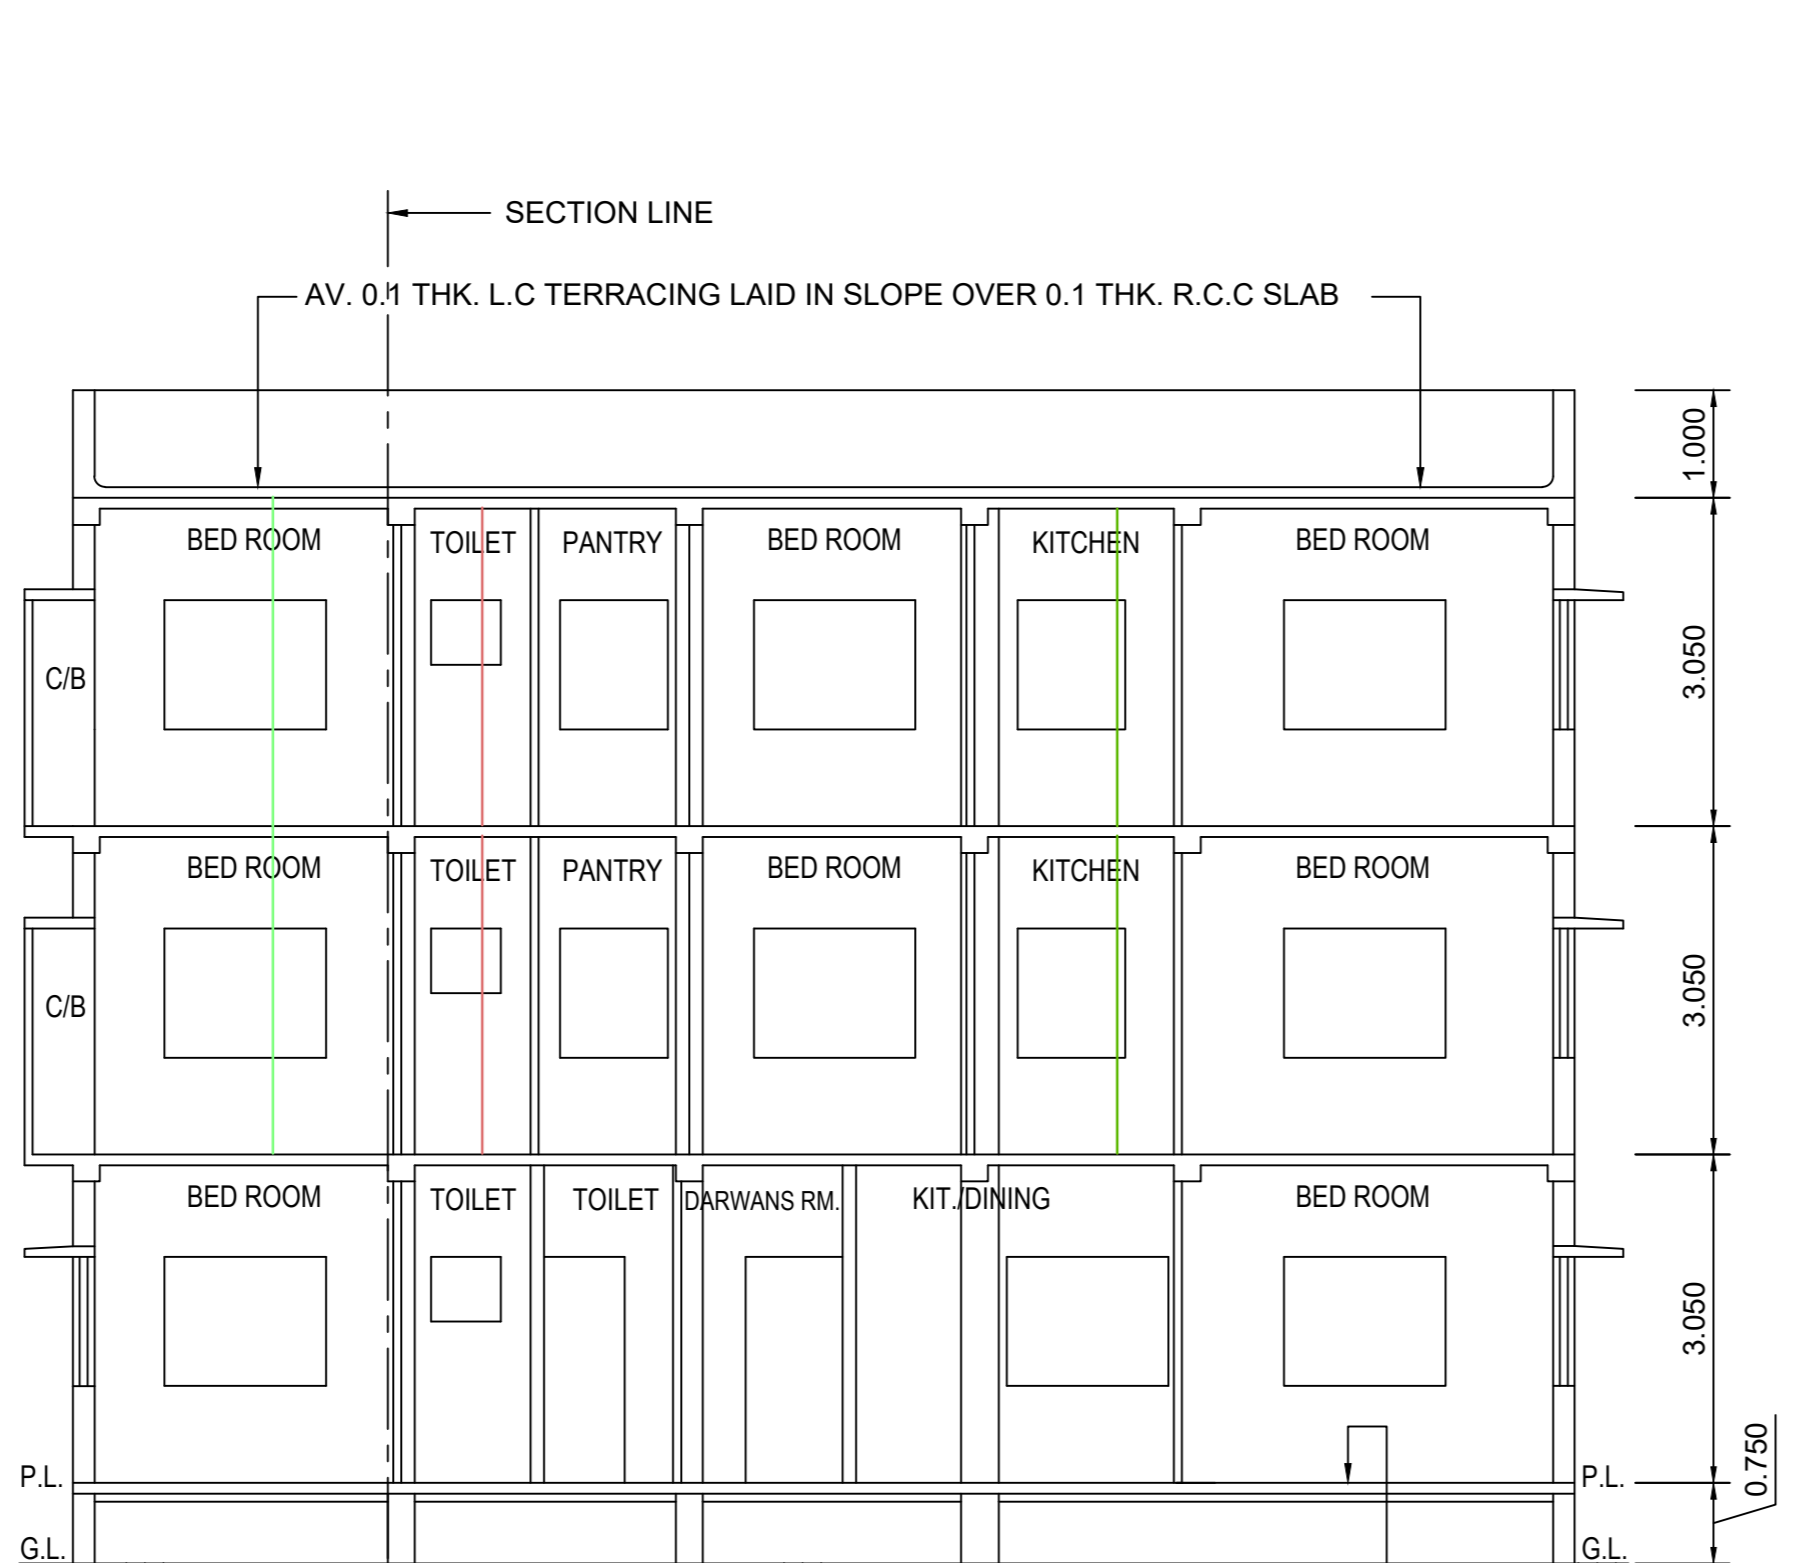 SECTION LINE
AV. 0.1 THK. L.C TERRACING LAID IN SLOPE OVER 0.1 THK. R.C.C SLAB
1.000
BED ROOM TOILET PANTRY BED ROOM KITCHEN BED ROOM
C/B
3.050
BED ROOM TOILET PANTRY BED ROOM KITCHEN BED ROOM
C/B
3.050
BED ROOM TOILET TOILET DARWANS RM. KIT./DINING BED ROOM
3.050
P.L. P.L.
0.750
G.L. G.L.